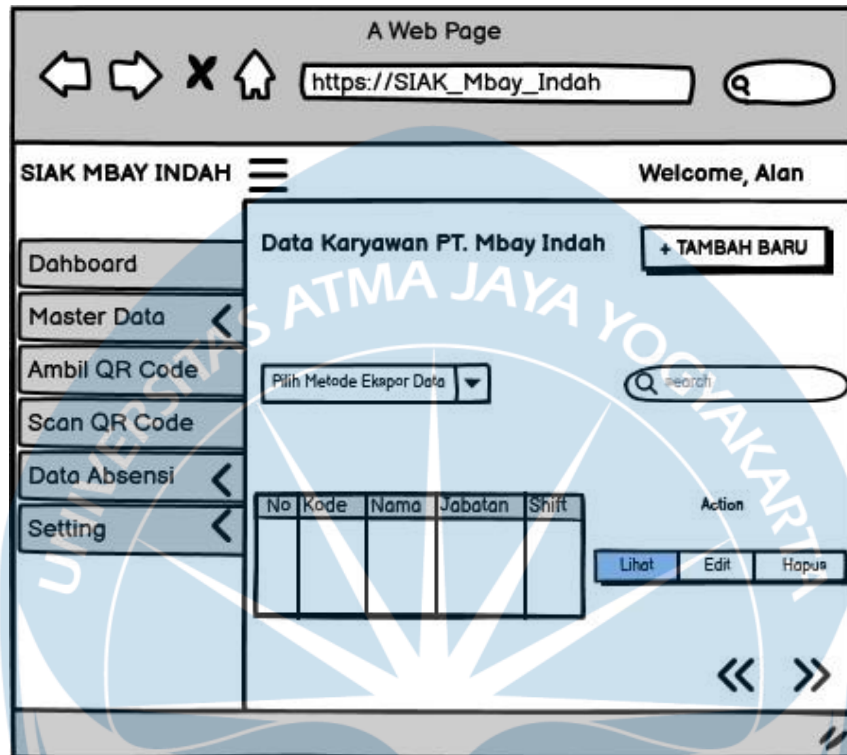 A Web Page
https://SIAK_Mbay_Indah
SIAK MBAY INDAH
Welcome, Alan
Data Karyawan PT. Mbay Indah
+ TAMBAH BARU
Dahboard
Master Data
Ambil QR Code
Scan QR Code
Data Absensi
Setting
Pilih Metode Ekspor Data
search
No Kode Nama Jabatan Shift
Action
Lihat Edit Hapus
UNIVERSITAS ATMA JAYA YOGYAKARTA